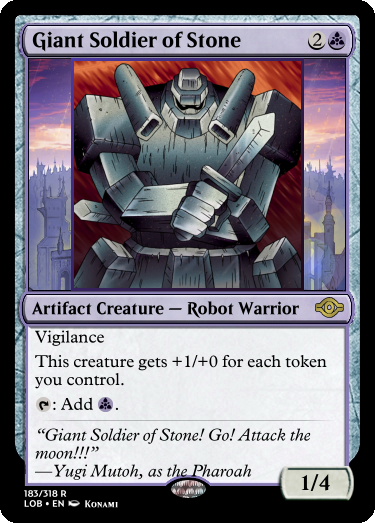 Giant Soldier of Stone 2
Artifact Creature — Robot Warrior
Vigilance
This creature gets +1/+0 for each token
you control.
: Add .
“Giant Soldier of Stone! Go! Attack the
moon!!!”
—Yugi Mutoh, as the Pharoah
1/4
183/318 R
LOB • EN Konami